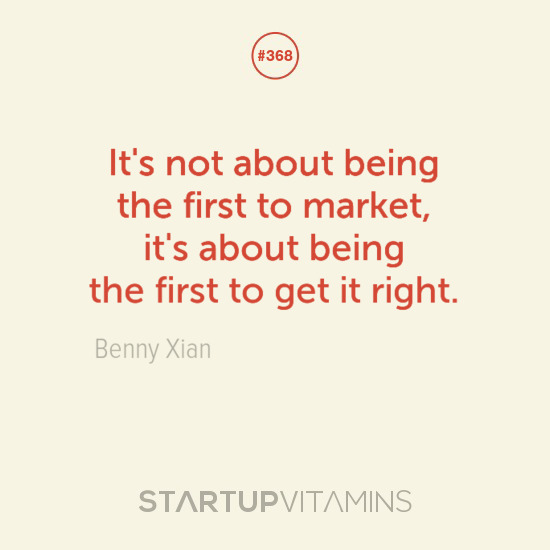 #368
It's not about being
the first to market,
it's about being
the first to get it right.
Benny Xian
STARTUPVITAMINS